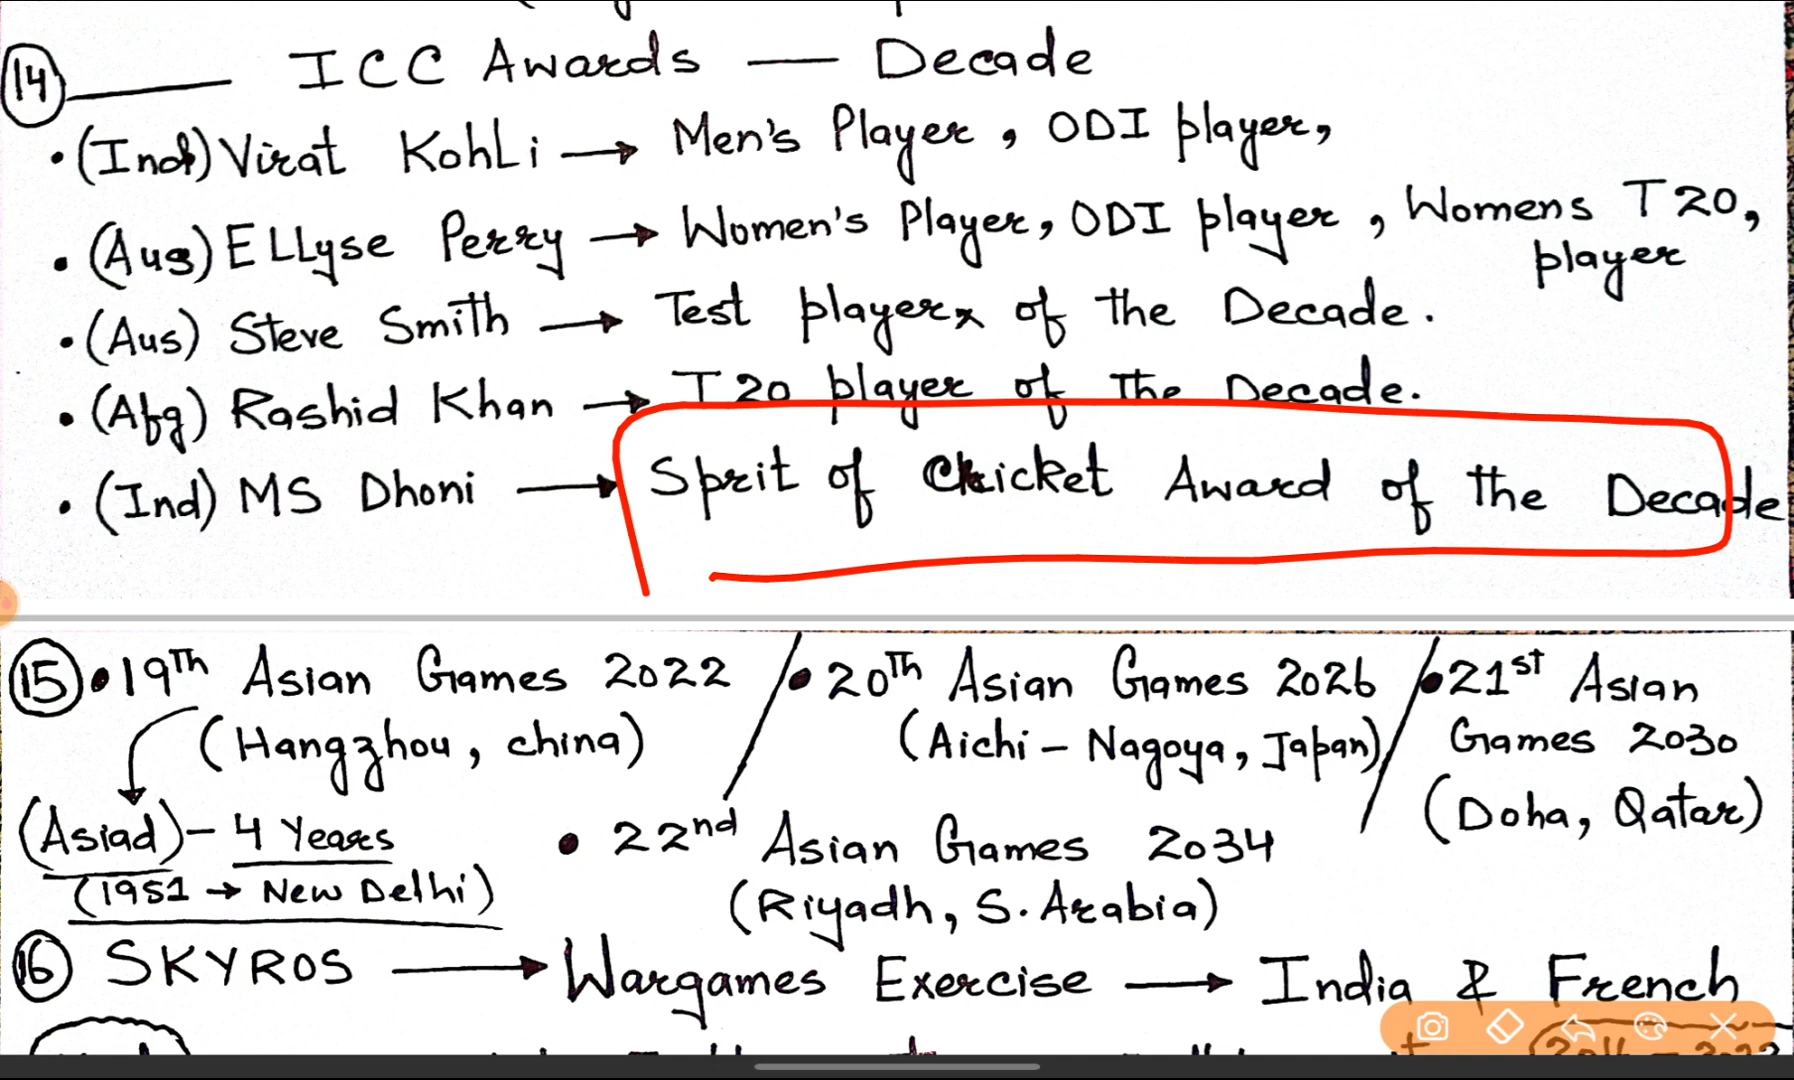 14 ICC Awards — Decade
• (Ind) Virat Kohli → Men's Player, ODI player,
• (Aus) Ellyse Perry → Women's Player, ODI player, Womens T20,
player
• (Aus) Steve Smith → Test player of the Decade.
• (Afg) Rashid Khan → T20 player of the Decade.
• (Ind) MS Dhoni → Sprit of Cricket Award of the Decade
15 • 19Th Asian Games 2022 / • 20Th Asian Games 2026 / • 21st Asian
(Hangzhou, china) (Aichi – Nagoya, Japan) Games 2030
(Asiad) – 4 Years • 22nd Asian Games 2034 (Doha, Qatar)
(1951 → New Delhi) (Riyadh, S. Arabia)
16 SKYROS → Wargames Exercise → India & French